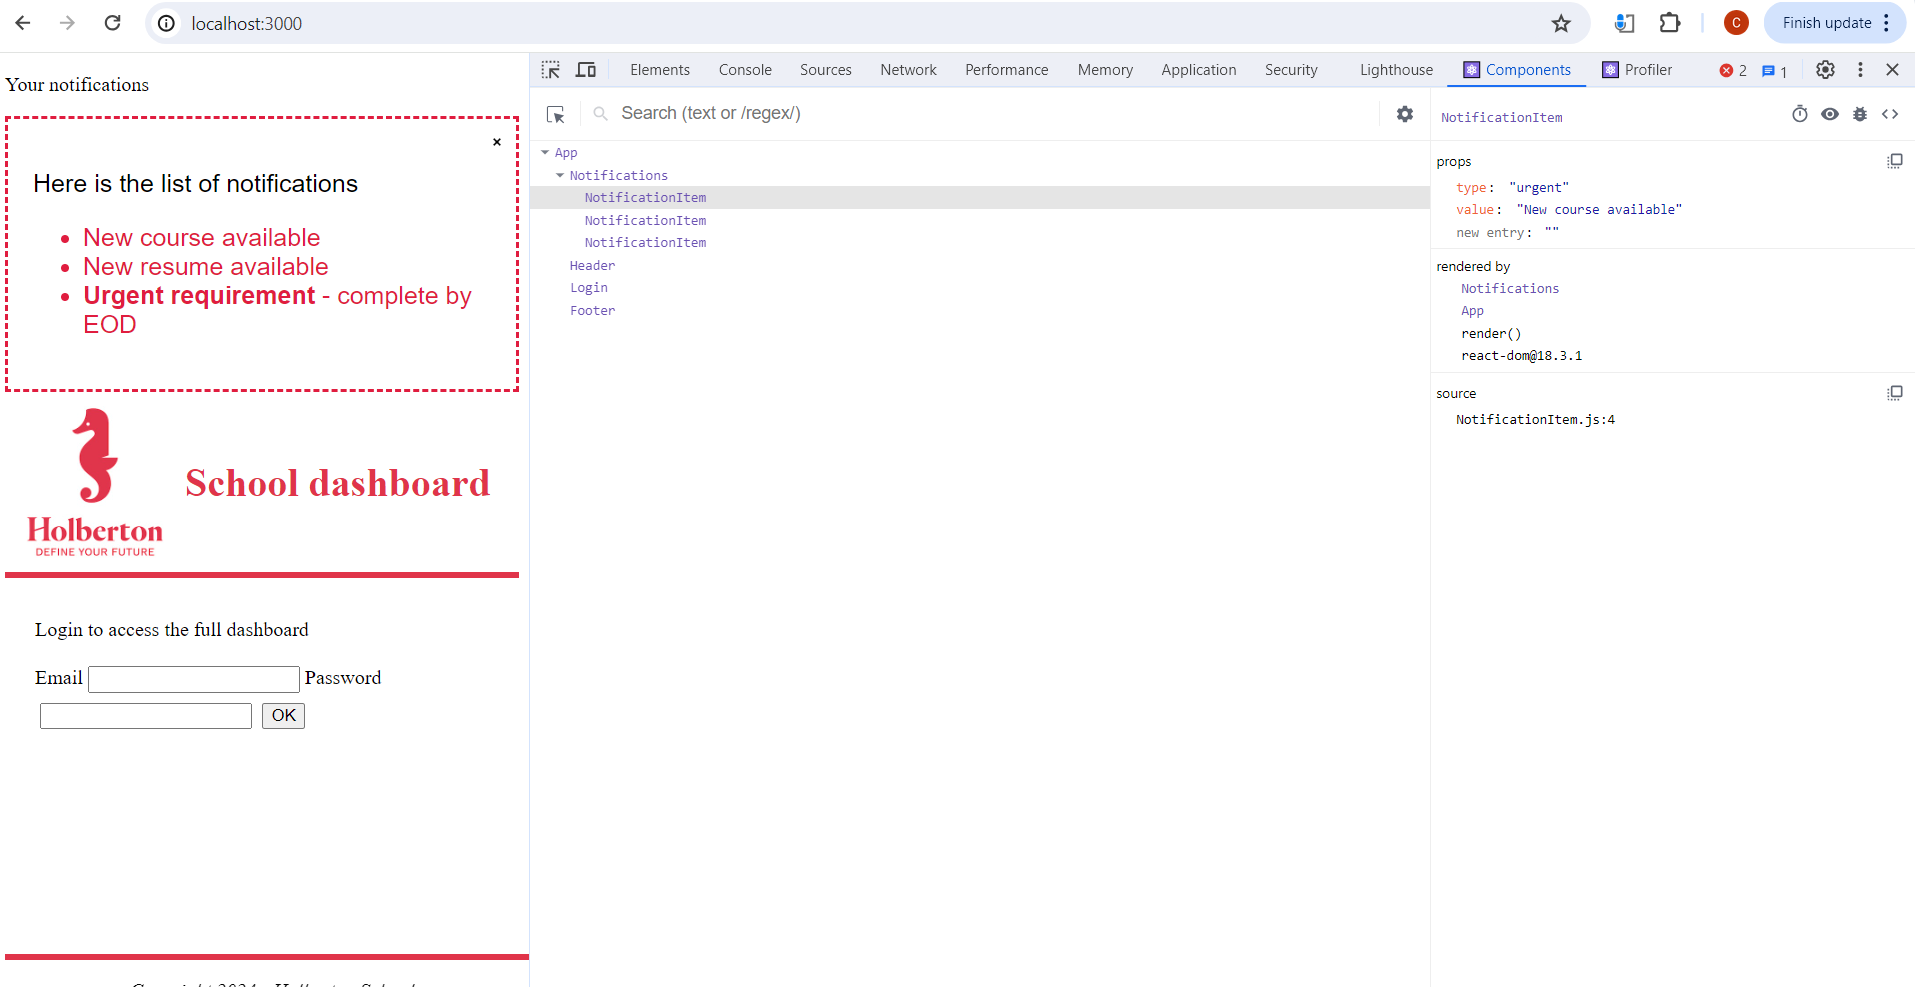 localhost:3000
C
Finish update
Your notifications
×
Here is the list of notifications
New course available
New resume available
Urgent requirement - complete by
EOD
Holberton
DEFINE YOUR FUTURE
School dashboard
Login to access the full dashboard
Email
Password
OK
Copyright 2024 - Holberton School
Elements
Console
Sources
Network
Performance
Memory
Application
Security
Lighthouse
Components
Profiler
2
1
Search (text or /regex/)
App
Notifications
NotificationItem
NotificationItem
NotificationItem
Header
Login
Footer
NotificationItem
props
type: "urgent"
value: "New course available"
new entry: ""
rendered by
Notifications
App
render()
react-dom@18.3.1
source
NotificationItem.js:4